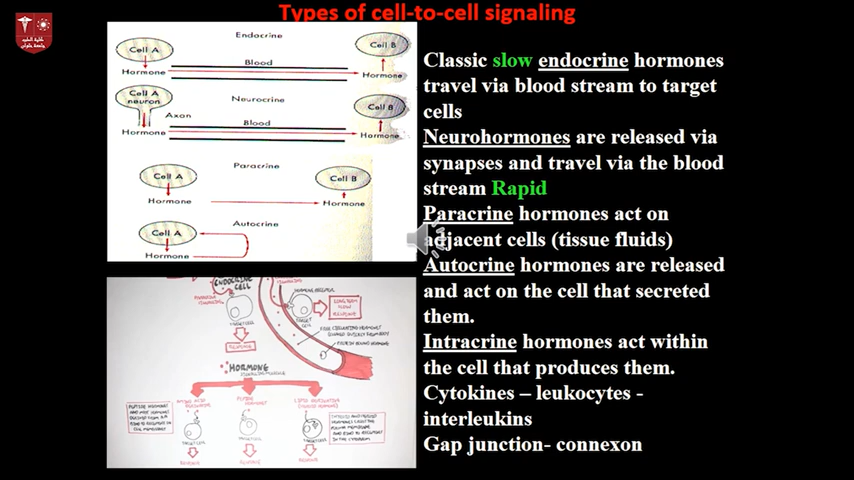 Types of cell-to-cell signaling
Endocrine
Cell A
Cell B
Blood
Hormone
Hormone
Neurocrine
Cell A
neuron
Cell B
Axan
Blood
Hormone
Hormone
Paracrine
Cell A
Cell B
Hormone
Hormone
Autocrine
Cell A
Hormone
Classic slow endocrine hormones
travel via blood stream to target
cells
Neurohormones are released via
synapses and travel via the blood
stream Rapid
Paracrine hormones act on
adjacent cells (tissue fluids)
Autocrine hormones are released
and act on the cell that secreted
them.
Intracrine hormones act within
the cell that produces them.
Cytokines – leukocytes -
interleukins
Gap junction- connexon
ENDOCRINE
CELL
HORMONE